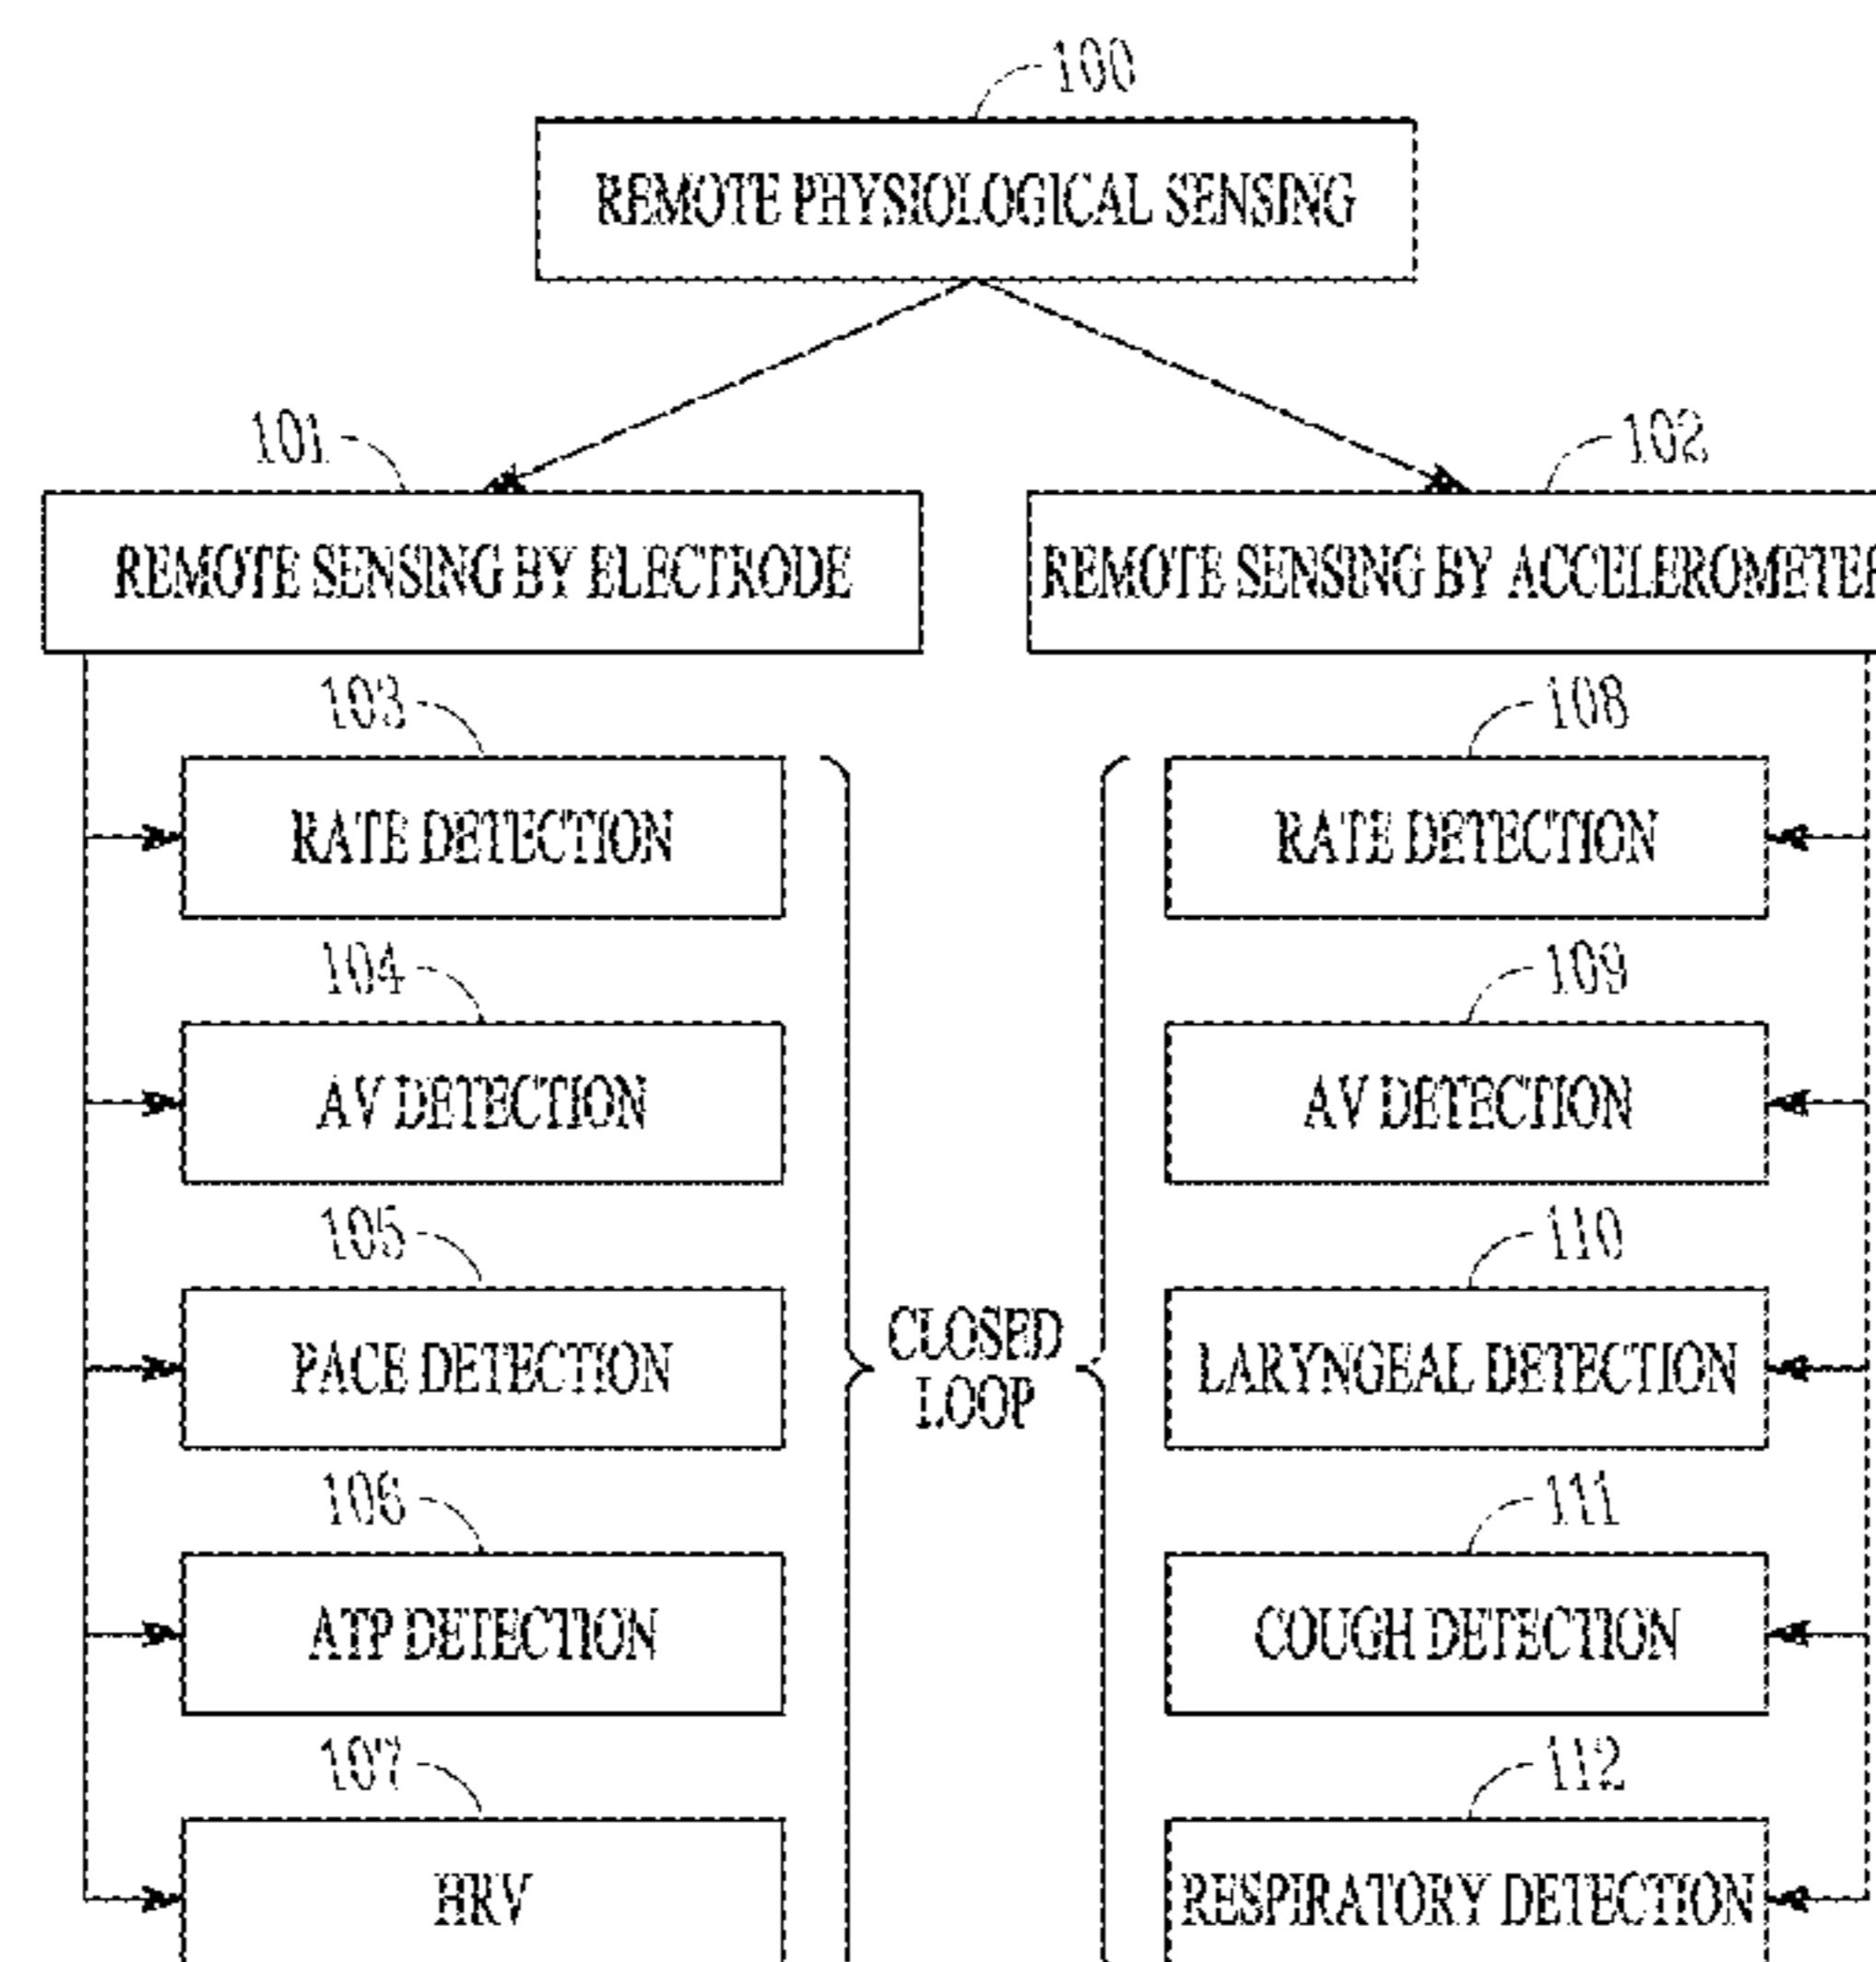 100
REMOTE PHYSIOLOGICAL SENSING
101
REMOTE SENSING BY ELECTRODE
102
REMOTE SENSING BY ACCELEROMETER
103
RATE DETECTION
104
AV DETECTION
105
PACE DETECTION
106
ATP DETECTION
107
HRV
CLOSED
LOOP
108
RATE DETECTION
109
AV DETECTION
110
LARYNGEAL DETECTION
111
COUGH DETECTION
112
RESPIRATORY DETECTION